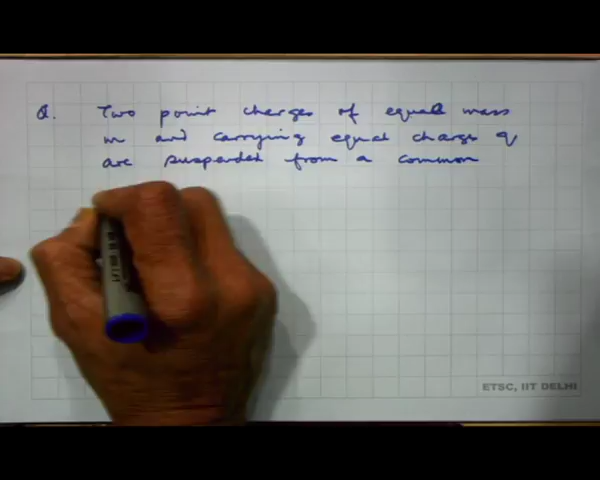 Q. Two point charges of equal mass
m and carrying equal charge q
are suspended from a common
ETSC, IIT DELHI